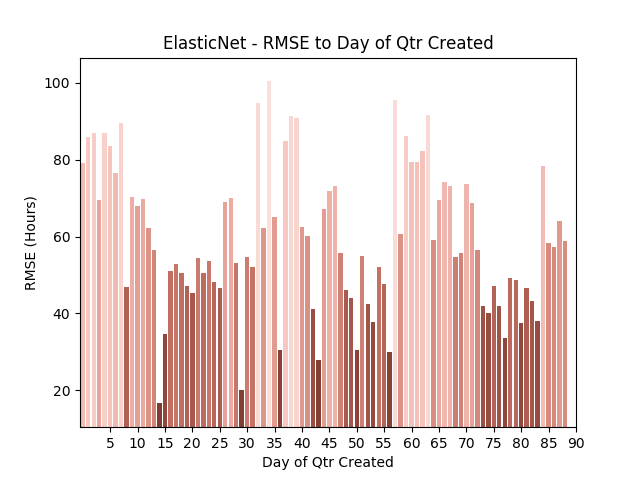 ElasticNet - RMSE to Day of Qtr Created
RMSE (Hours)
100
80
60
40
20
5 10 15 20 25 30 35 40 45 50 55 60 65 70 75 80 85 90
Day of Qtr Created